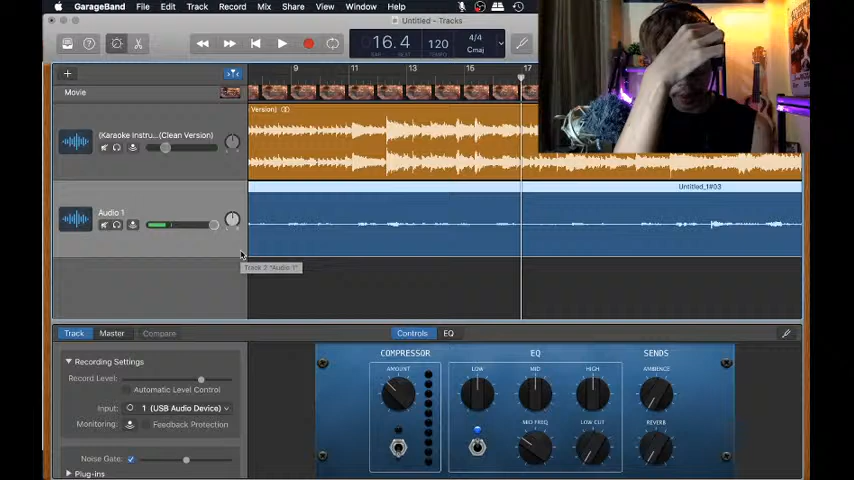 GarageBand File Edit Track Record Mix Share View Window Help
Untitled - Tracks
16.4 120 4/4 Cmaj
9 11 13 15 17
Movie
Version]
(Karaoke Instru...(Clean Version)
Untitled_1#03
Audio 1
Track 2 "Audio 1"
Track Master Compare Controls EQ
Recording Settings
Record Level:
Automatic Level Control
Input: 1 (USB Audio Device)
Monitoring: Feedback Protection
Noise Gate:
Plug-ins
COMPRESSOR EQ SENDS
AMOUNT LOW MID HIGH AMBIENCE
MID FREQ LOW CUT REVERB